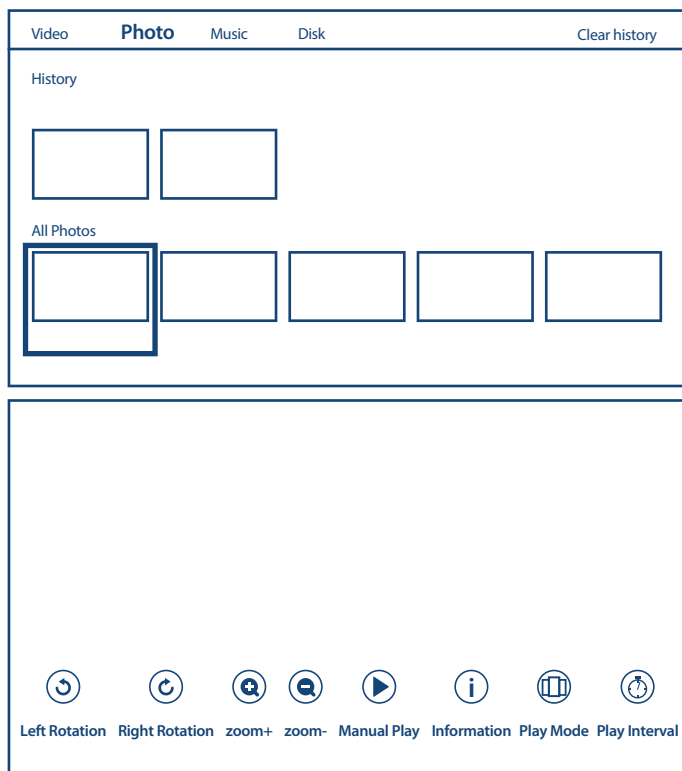 Video Photo Music Disk Clear history
History
All Photos
Left Rotation Right Rotation zoom+ zoom- Manual Play Information Play Mode Play Interval